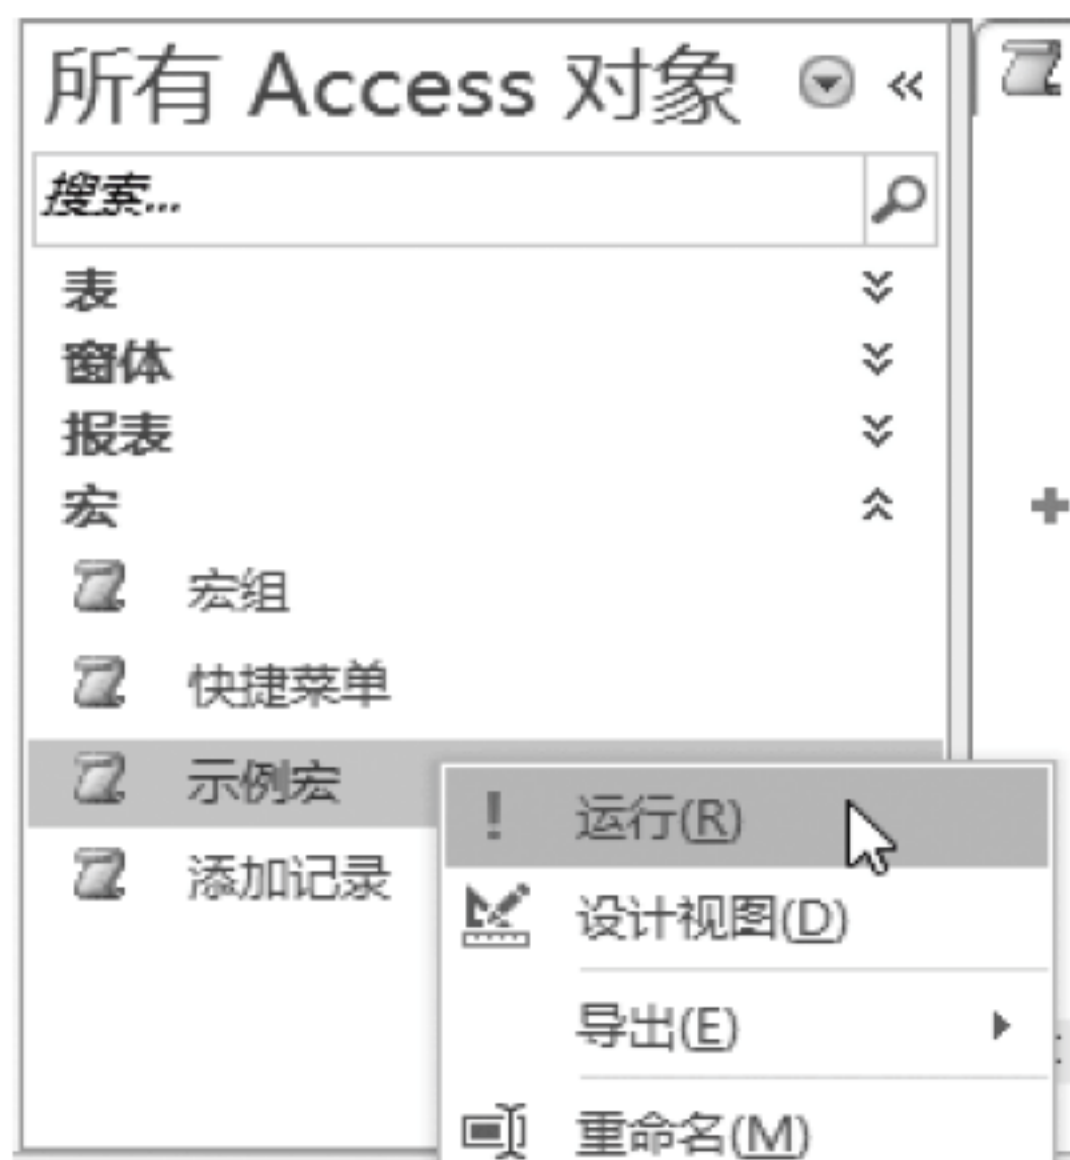 所有 Access 对象
搜索...
表
窗体
报表
宏
宏组
快捷菜单
示例宏
添加记录
运行(R)
设计视图(D)
导出(E)
重命名(M)